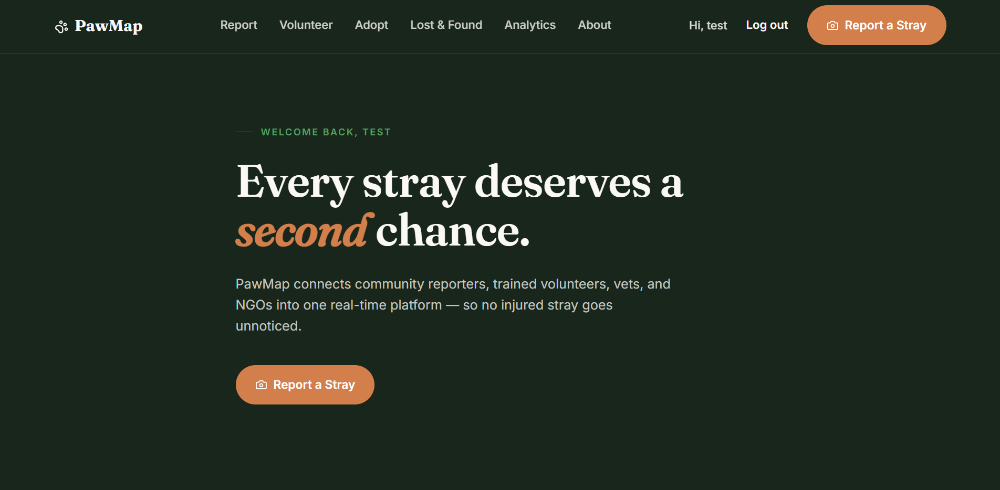 PawMap
Report Volunteer Adopt Lost & Found Analytics About
Hi, test Log out Report a Stray
WELCOME BACK, TEST
Every stray deserves a
second chance.
PawMap connects community reporters, trained volunteers, vets, and
NGOs into one real-time platform — so no injured stray goes
unnoticed.
Report a Stray